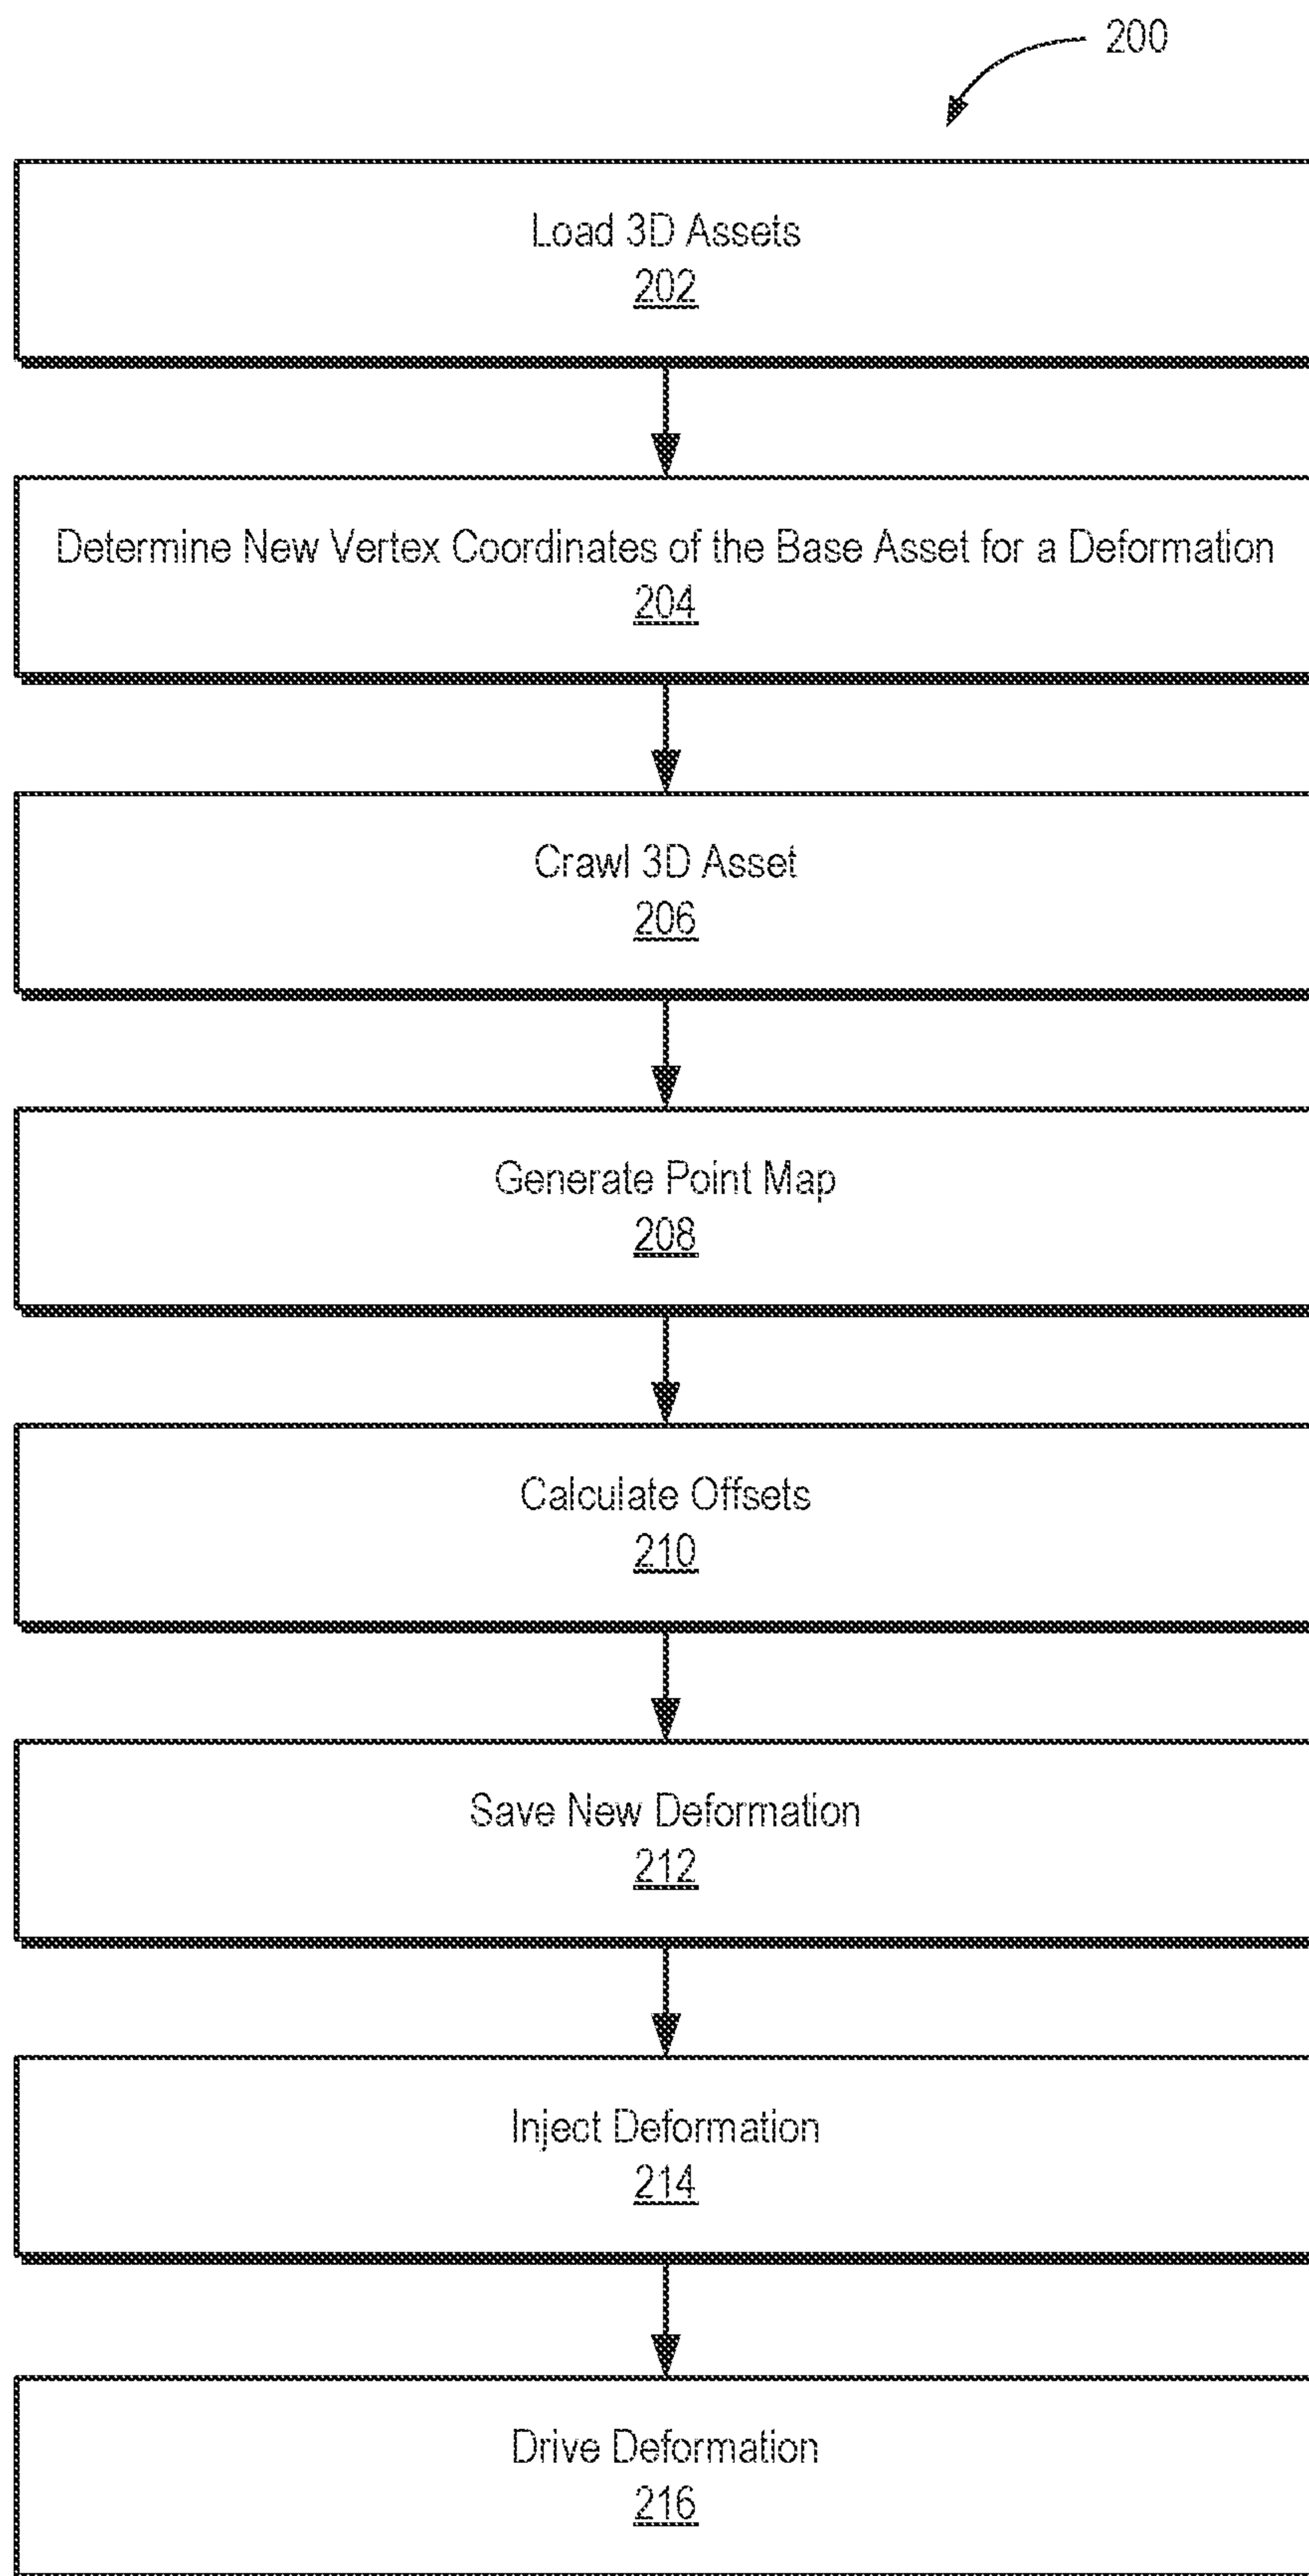 200
Load 3D Assets
202
Determine New Vertex Coordinates of the Base Asset for a Deformation
204
Crawl 3D Asset
206
Generate Point Map
208
Calculate Offsets
210
Save New Deformation
212
Inject Deformation
214
Drive Deformation
216